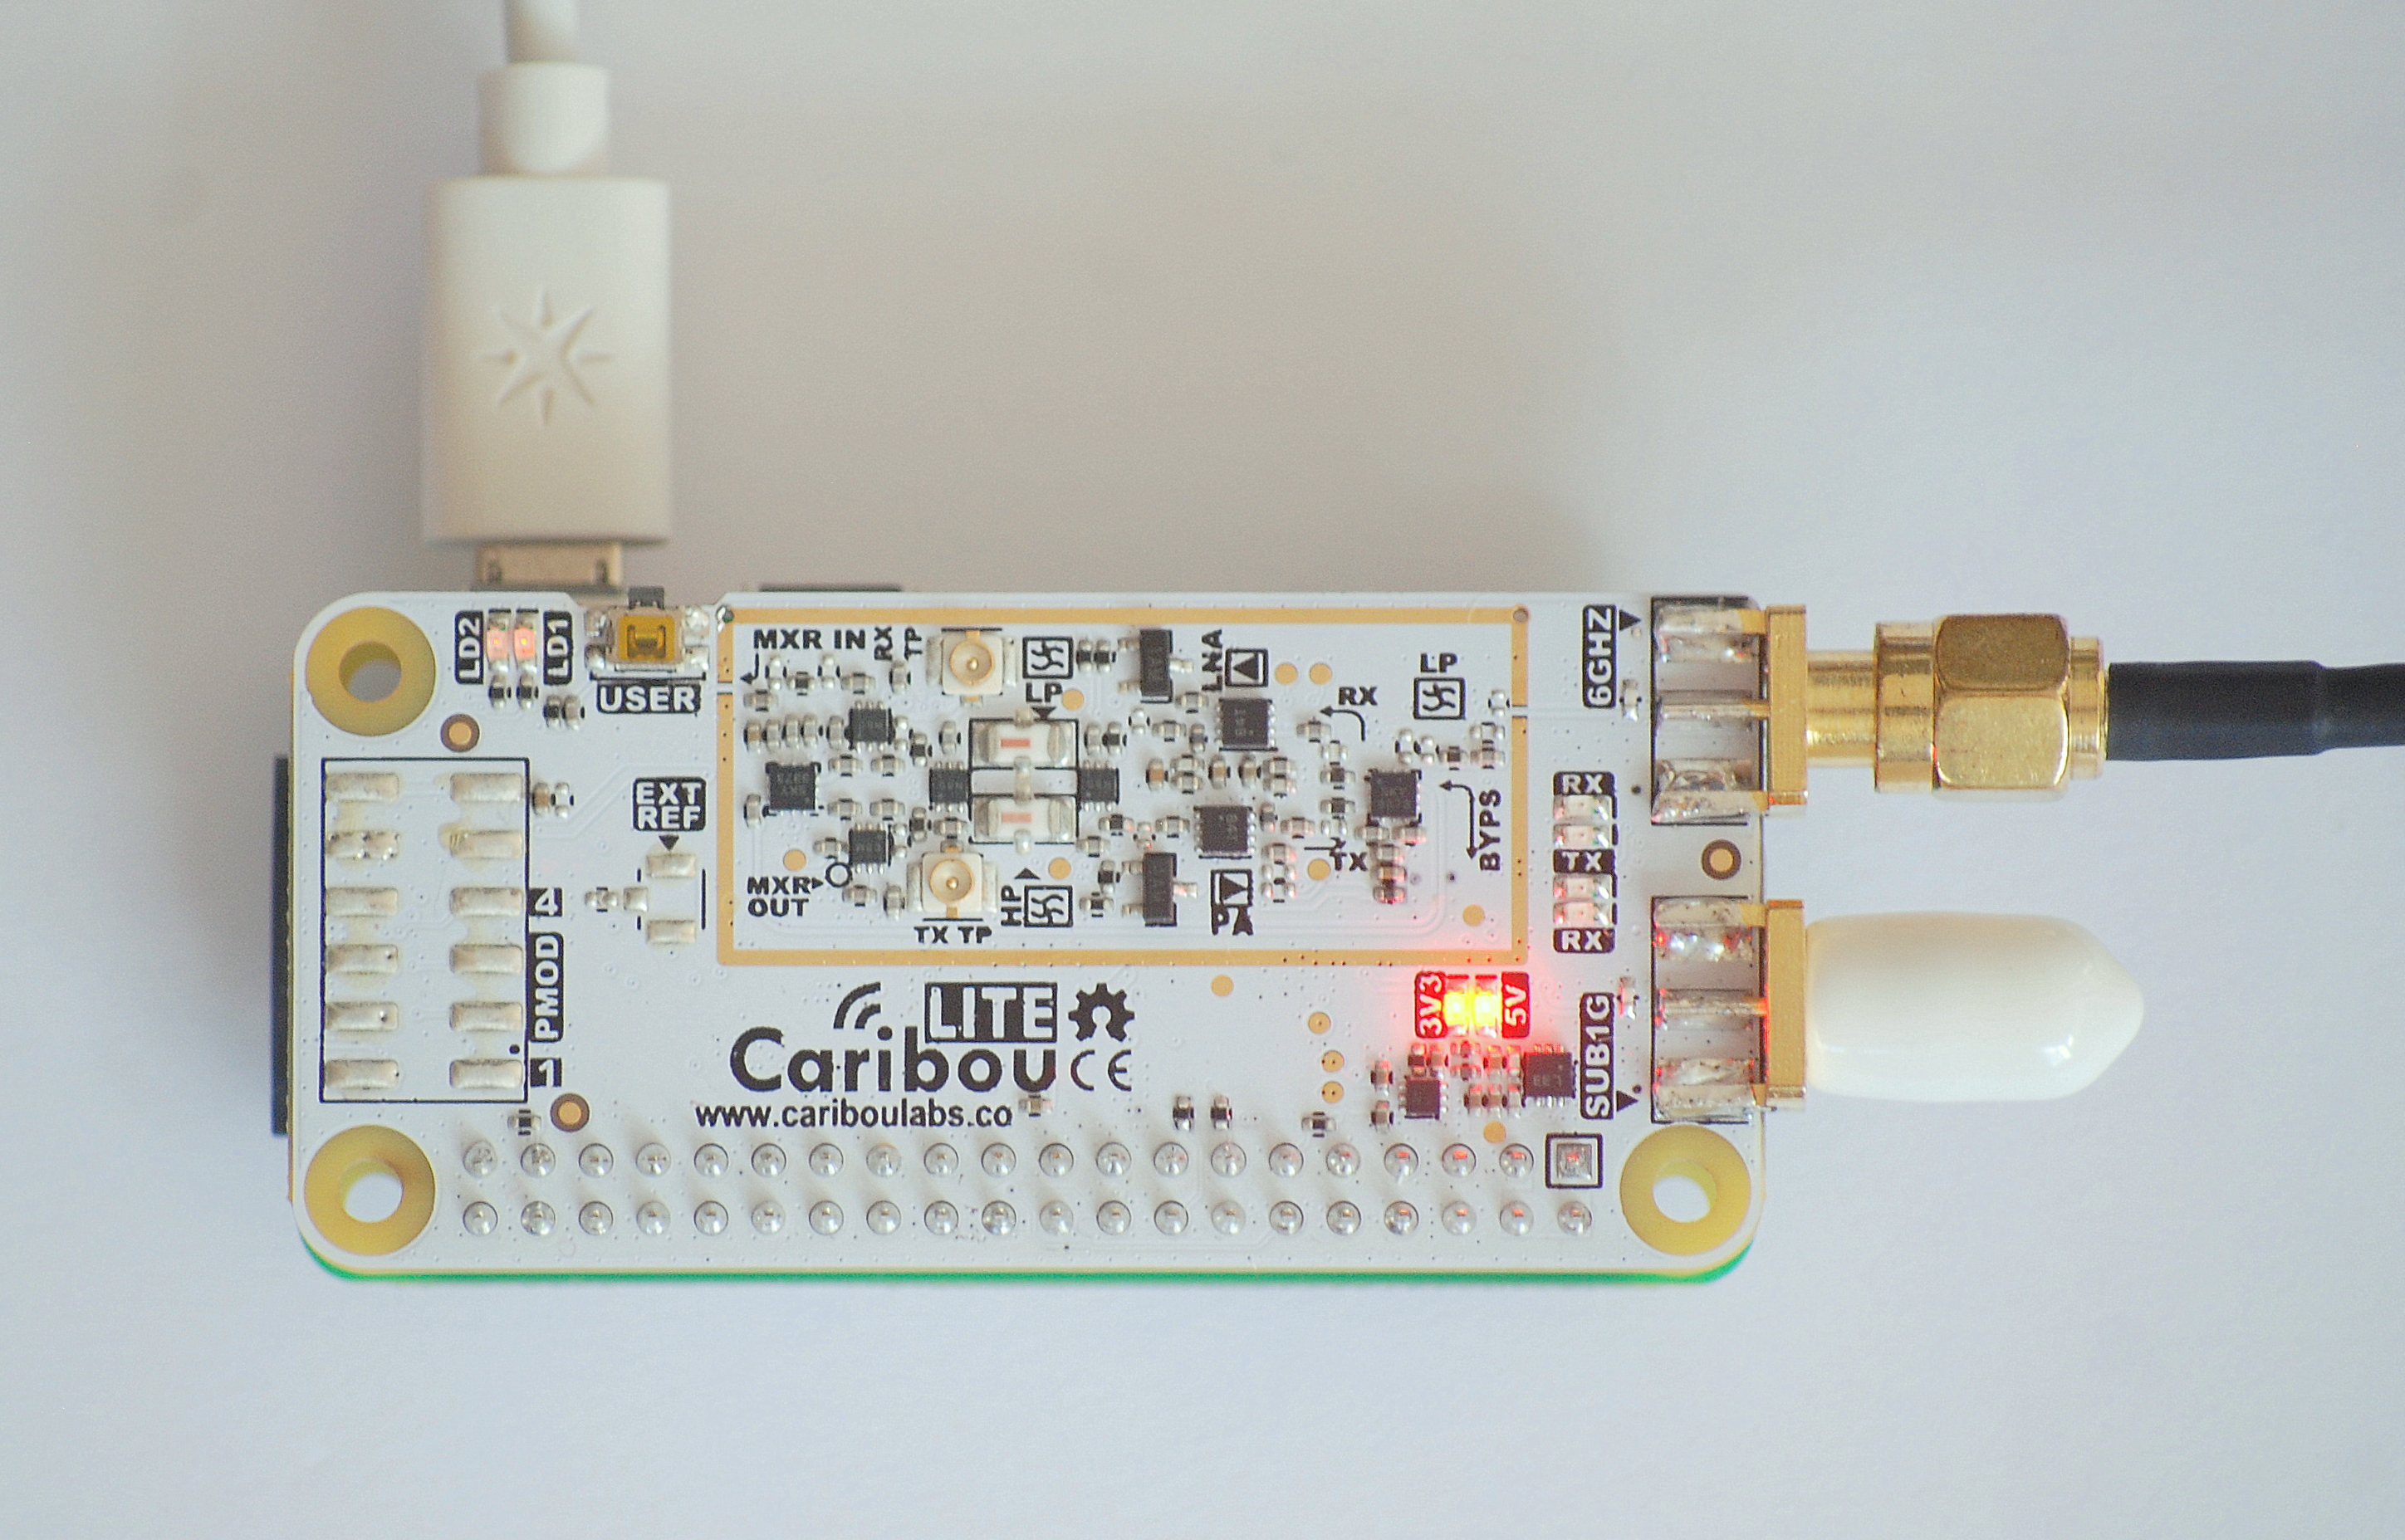 LD2
LD1
USER
MXR IN
RX
TP
LP
LNA
RX
LP
6GHZ
EXT
REF
RX
TX
RX
BYPS
TX
MXR
OUT
TX TP
HP
4
PMOD
1
LITE
Caribou
CE
www.cariboulabs.co
3V3
5V
SUB1G